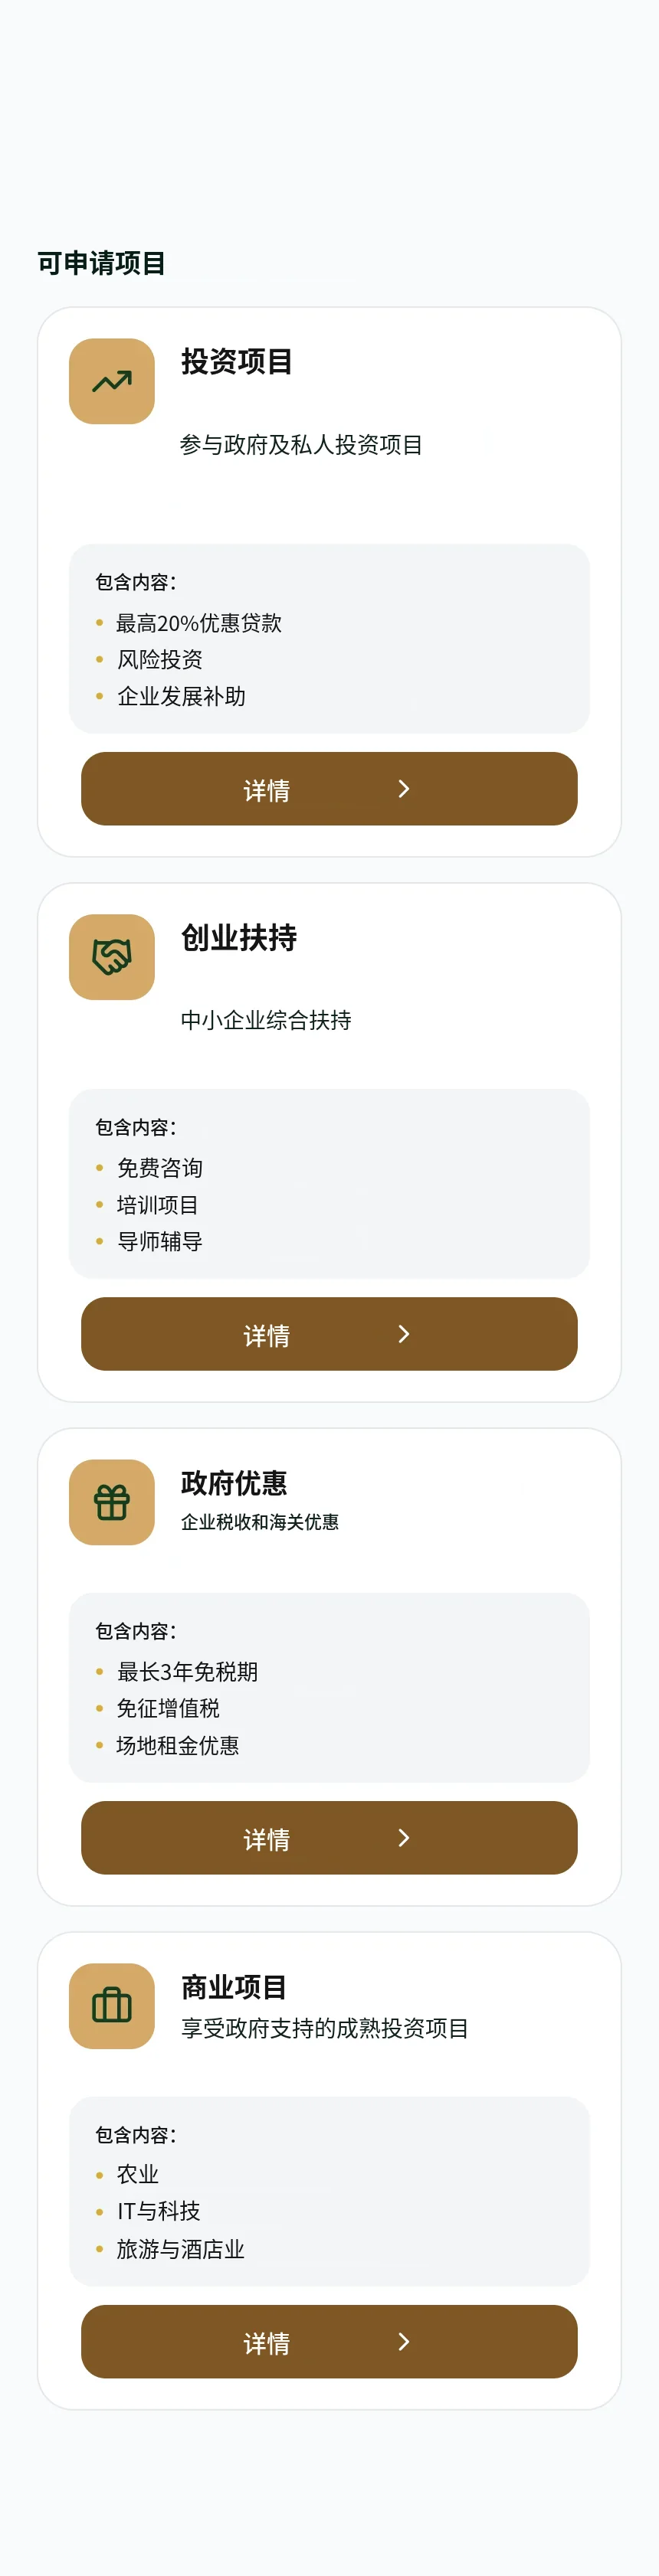 可申请项目
投资项目
参与政府及私人投资项目
包含内容：
最高20%优惠贷款
风险投资
企业发展补助
详情
创业扶持
中小企业综合扶持
包含内容：
免费咨询
培训项目
导师辅导
详情
政府优惠
企业税收和海关优惠
包含内容：
最长3年免税期
免征增值税
场地租金优惠
详情
商业项目
享受政府支持的成熟投资项目
包含内容：
农业
IT与科技
旅游与酒店业
详情